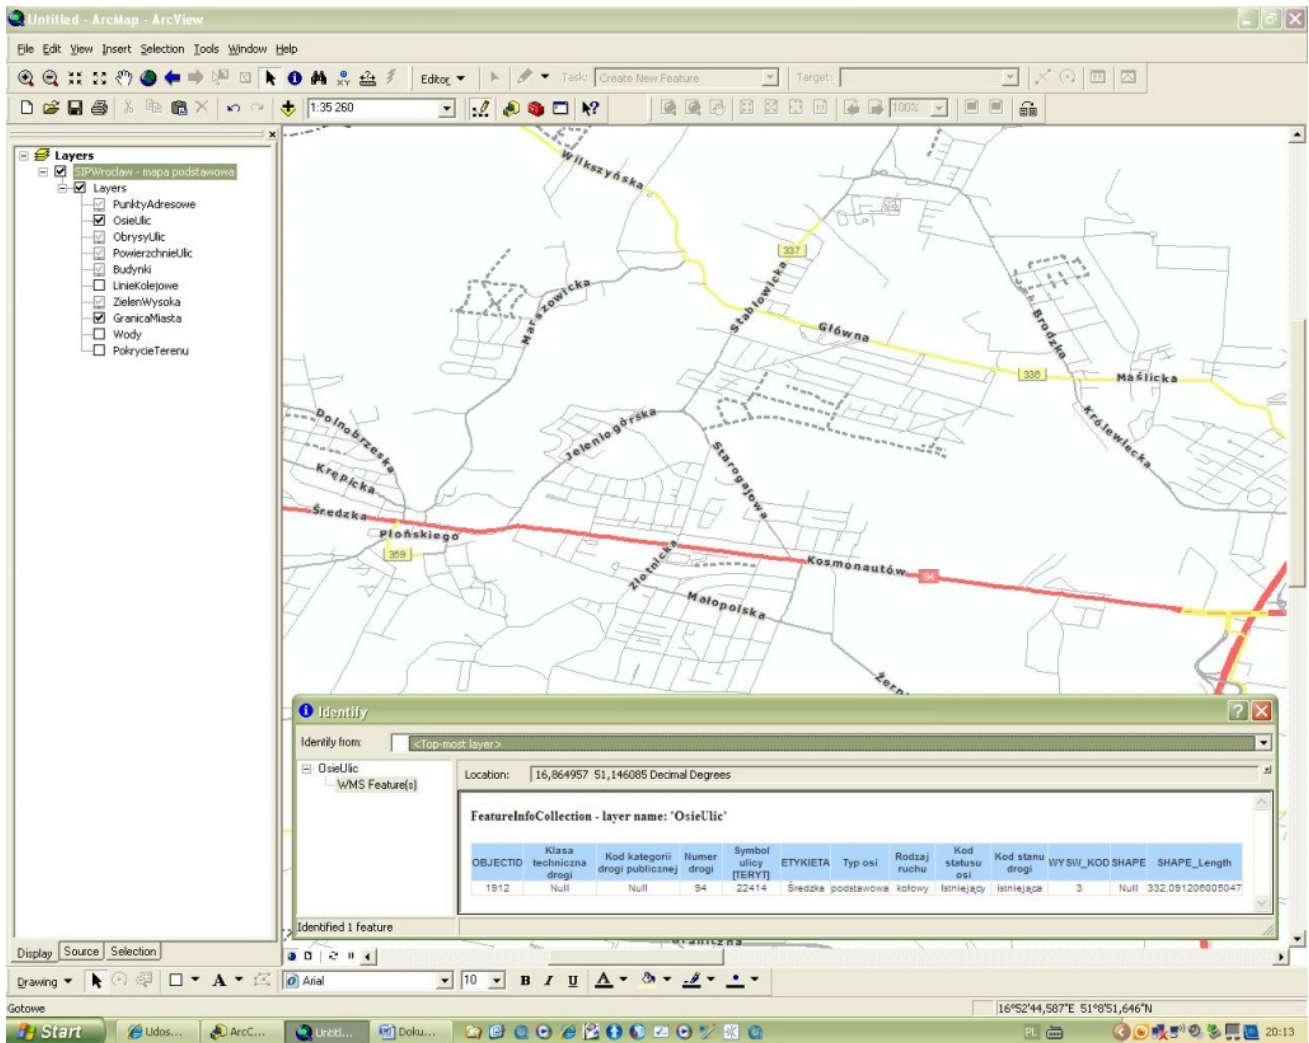 Untitled - ArcMap - ArcView
File Edit View Insert Selection Tools Window Help
Editor Task: Create New Feature Target:
1:35 260 100%
Layers
SIPWroclaw - mapa podstawowa
Layers
PunktyAdresowe
OsieUlic
ObrysyUlic
PowierzchnieUlic
Budynki
LinieKolejowe
ZielenWysoka
GranicaMiasta
Wody
PokrycieTerenu
Wilkszyńska
337
Marszowicka
Stabłowicka
Główna
Brodzka
336
Maślicka
Dolnobrzeska
Jeleniogórska
Królewiecka
Krępicka
Starogajowa
Średzka
Płońskiego
359
Złotnicka
Kosmonautów
94
Małopolska
Identify
Identify from: <Top-most layer>
OsieUlic
WMS Feature(s)
Location: 16,864957 51,146085 Decimal Degrees
FeatureInfoCollection - layer name: 'OsieUlic'
OBJECTID Klasa techniczna drogi Kod kategorii drogi publicznej Numer drogi Symbol ulicy [TERYT] ETYKIETA Typ osi Rodzaj ruchu Kod statusu osi Kod stanu drogi WYSW_KOD SHAPE SHAPE_Length
1912 Null Null 94 22414 Średzka podstawowa kołowy Istniejący istniejąca 3 Null 332,091206005047
Identified 1 feature
Graniczna
Display Source Selection
Drawing A Arial 10 B I U A
Gotowe 16°52'44,587"E 51°8'51,646"N
Start Udos... ArcC... Untitl... Doku... PL 20:13